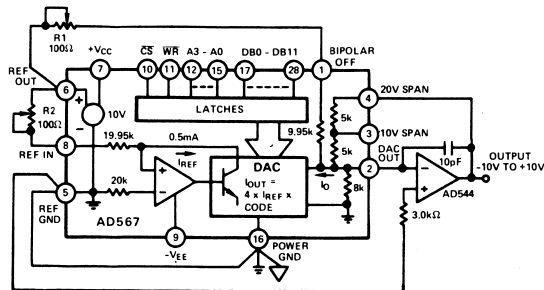 R1
100Ω
+VCC
CS WR A3 - A0 DB0 - DB11
BIPOLAR
OFF
REF
OUT
7 10 11 12 15 17 28 1
6
+
10V
-
R2
100Ω
LATCHES
4 20V SPAN
5k
3 10V SPAN
5k
9.95k
DAC
OUT
10pF
REF IN 8
19.95k
0.5mA
IREF
DAC
IOUT =
4 x IREF x
CODE
IO
2
8k
-
+
AD544
OUTPUT
-10V TO +10V
5
REF
GND
20k
+
-
3.0kΩ
AD567
9
-VEE
16
POWER
GND